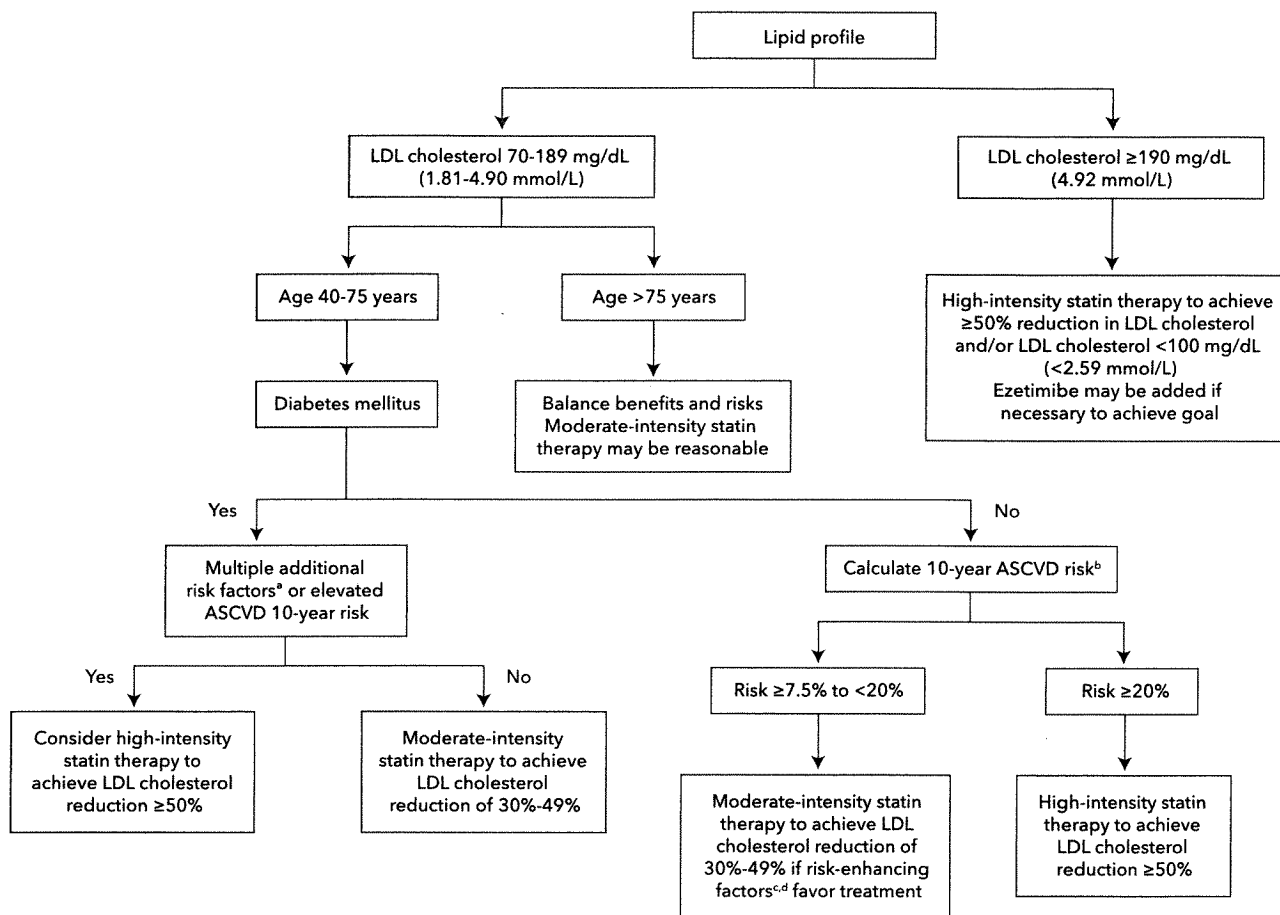 Lipid profile
LDL cholesterol 70-189 mg/dL
(1.81-4.90 mmol/L)
LDL cholesterol ≥190 mg/dL
(4.92 mmol/L)
Age 40-75 years
Age >75 years
High-intensity statin therapy to achieve
≥50% reduction in LDL cholesterol
and/or LDL cholesterol <100 mg/dL
(<2.59 mmol/L)
Ezetimibe may be added if
necessary to achieve goal
Diabetes mellitus
Balance benefits and risks
Moderate-intensity statin
therapy may be reasonable
Yes
No
Multiple additional
risk factorsᵃ or elevated
ASCVD 10-year risk
Calculate 10-year ASCVD riskᵇ
Yes
No
Risk ≥7.5% to <20%
Risk ≥20%
Consider high-intensity
statin therapy to
achieve LDL cholesterol
reduction ≥50%
Moderate-intensity
statin therapy to achieve
LDL cholesterol
reduction of 30%-49%
Moderate-intensity statin
therapy to achieve LDL
cholesterol reduction of
30%-49% if risk-enhancing
factorsᶜ,ᵈ favor treatment
High-intensity statin
therapy to achieve
LDL cholesterol
reduction ≥50%